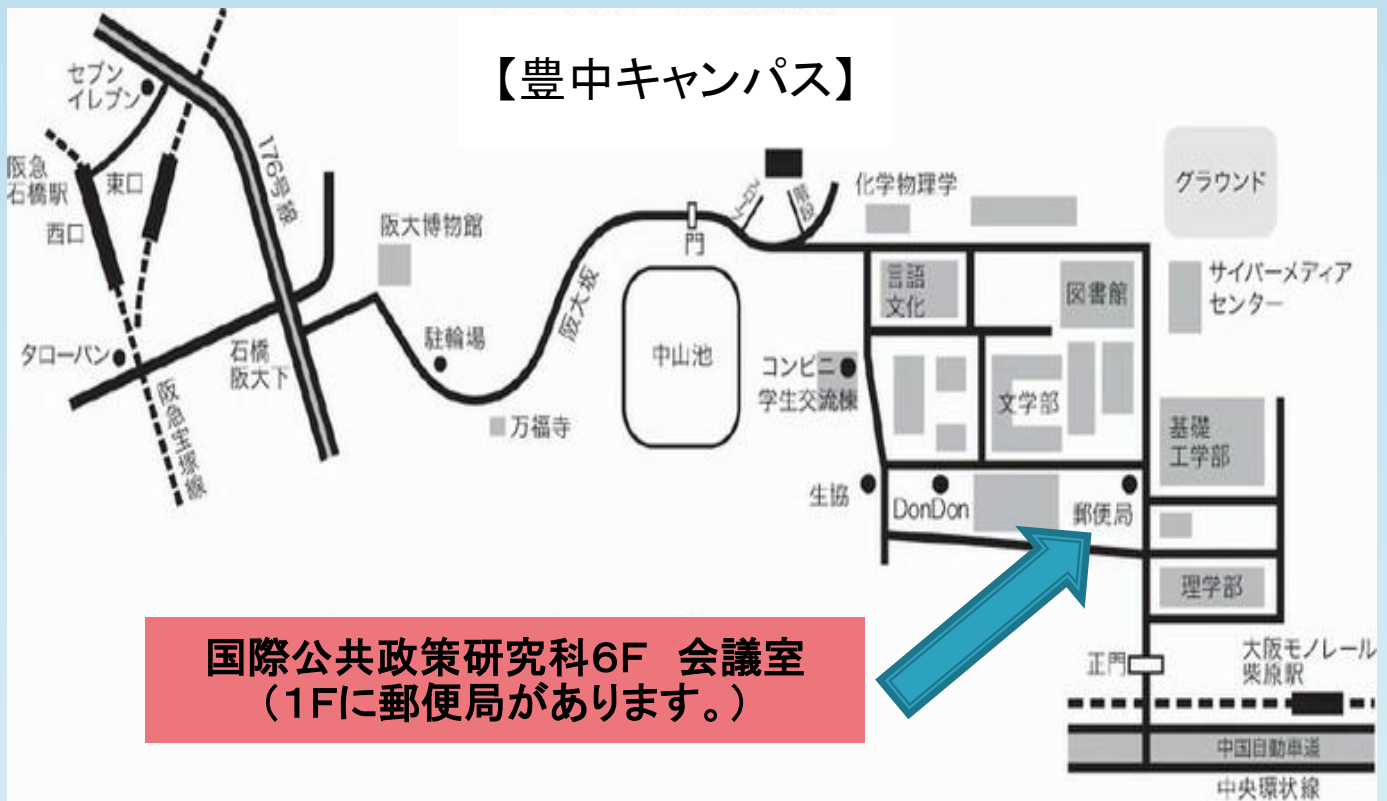 【豊中キャンパス】
セブン
イレブン
176号線
阪急
石橋駅
東口
西口
阪大博物館
門
スロープ
階段
化学物理学
グラウンド
言語
文化
図書館
サイバーメディア
センター
阪大坂
中山池
タローパン
石橋
阪大下
駐輪場
コンビニ
学生交流棟
文学部
阪急宝塚線
万福寺
基礎
工学部
生協
DonDon
郵便局
理学部
国際公共政策研究科6F 会議室
(1Fに郵便局があります。)
正門
大阪モノレール
柴原駅
中国自動車道
中央環状線